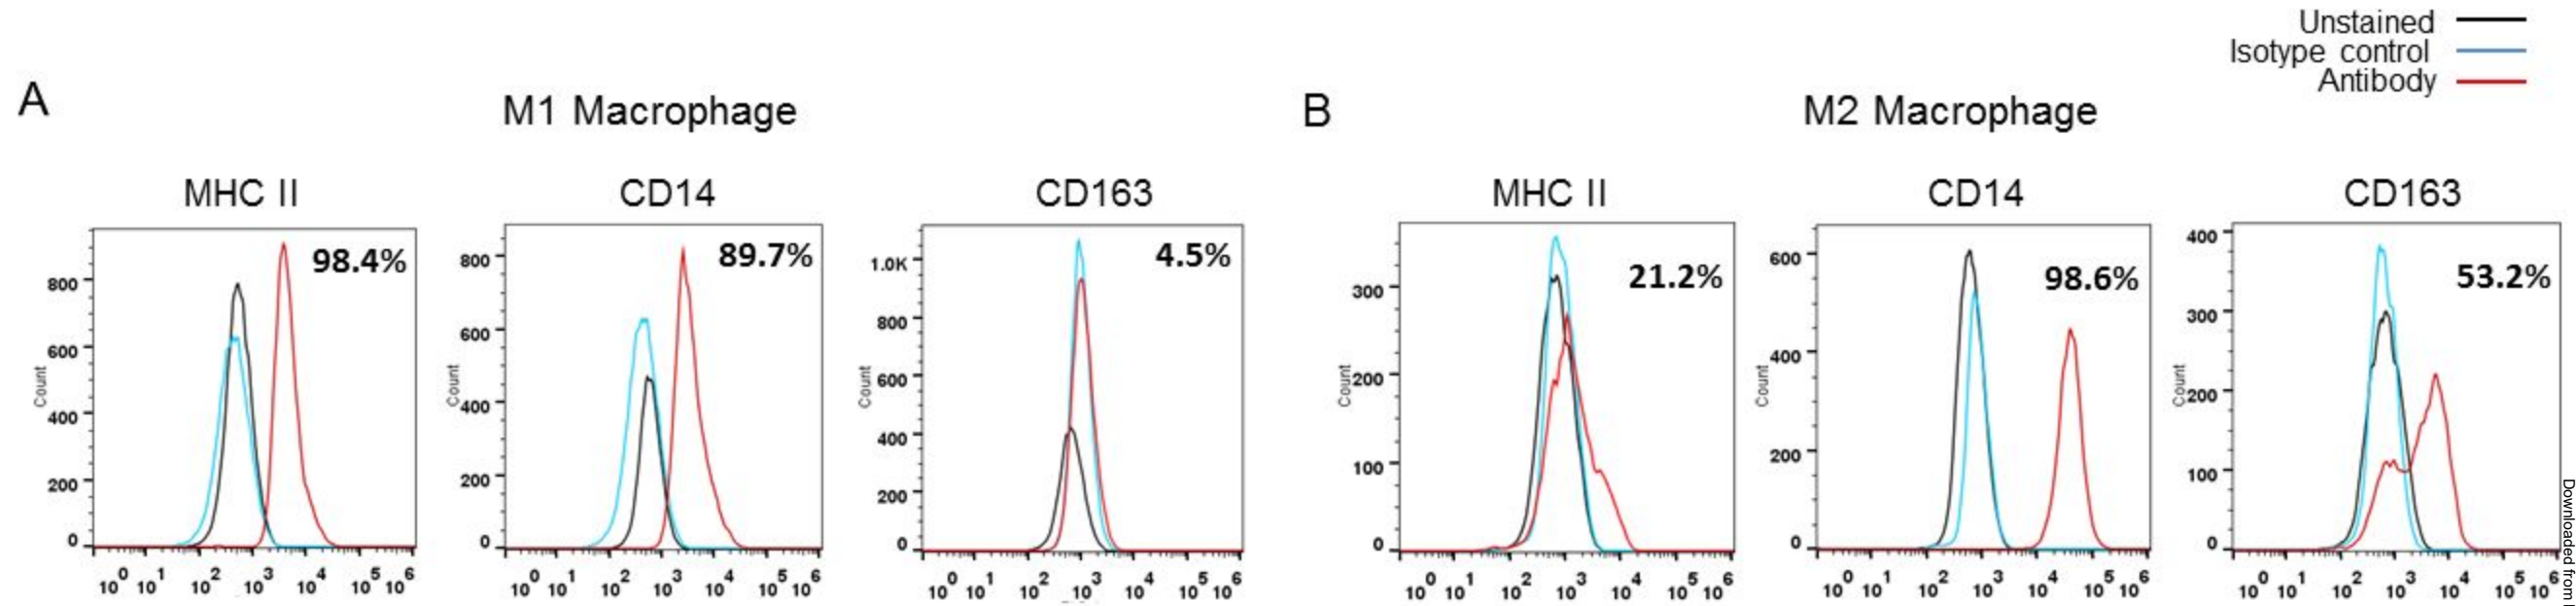 Unstained
Isotype control
Antibody
A
M1 Macrophage
B
M2 Macrophage
MHC II
CD14
CD163
MHC II
CD14
CD163
98.4%
800
600
400
200
0
Count
10^0 10^1 10^2 10^3 10^4 10^5 10^6
89.7%
800
600
400
200
0
Count
10^0 10^1 10^2 10^3 10^4 10^5 10^6
4.5%
1.0K
800
600
400
200
0
Count
10^0 10^1 10^2 10^3 10^4 10^5 10^6
21.2%
300
200
100
0
Count
10^0 10^1 10^2 10^3 10^4 10^5 10^6
98.6%
600
400
200
0
Count
10^0 10^1 10^2 10^3 10^4 10^5 10^6
53.2%
400
300
200
100
0
Count
10^0 10^1 10^2 10^3 10^4 10^5 10^6
Downloaded from